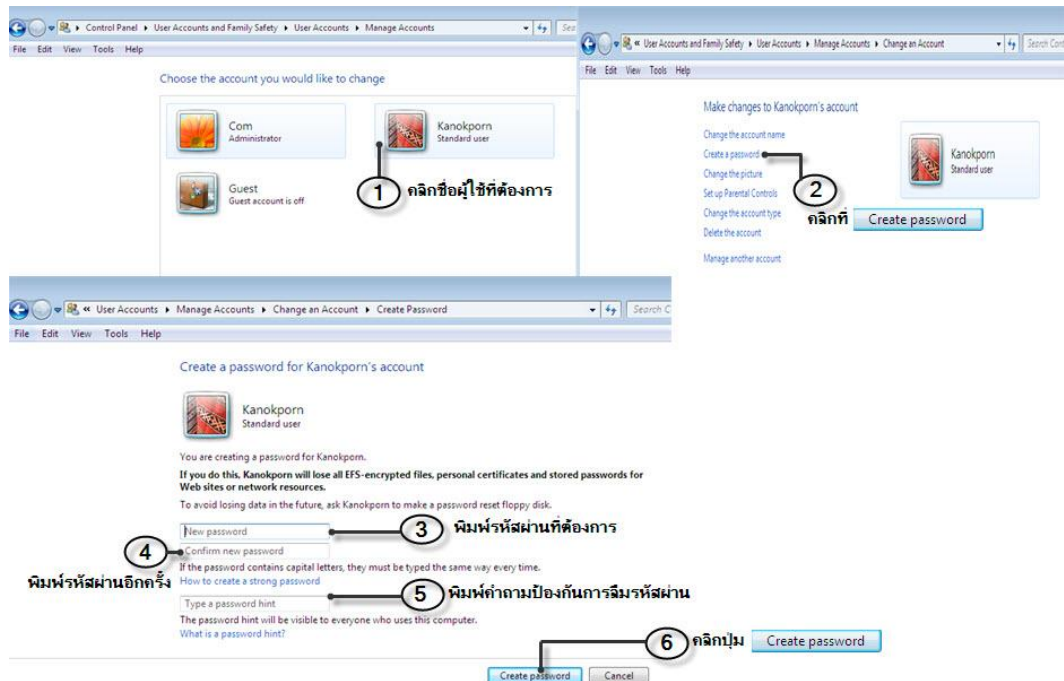 Control Panel ▸ User Accounts and Family Safety ▸ User Accounts ▸ Manage Accounts
File Edit View Tools Help
Choose the account you would like to change
Com
Administrator
Kanokporn
Standard user
Guest
Guest account is off
1 คลิกชื่อผู้ใช้ที่ต้องการ
« User Accounts and Family Safety ▸ User Accounts ▸ Manage Accounts ▸ Change an Account
Search Cont
File Edit View Tools Help
Make changes to Kanokporn's account
Change the account name
Create a password
Change the picture
Set up Parental Controls
Change the account type
Delete the account
Manage another account
Kanokporn
Standard user
2
คลิกที่ Create password
« User Accounts ▸ Manage Accounts ▸ Change an Account ▸ Create Password
Search C
File Edit View Tools Help
Create a password for Kanokporn's account
Kanokporn
Standard user
You are creating a password for Kanokporn.
If you do this, Kanokporn will lose all EFS-encrypted files, personal certificates and stored passwords for
Web sites or network resources.
To avoid losing data in the future, ask Kanokporn to make a password reset floppy disk.
New password
3 พิมพ์รหัสผ่านที่ต้องการ
Confirm new password
4
พิมพ์รหัสผ่านอีกครั้ง
If the password contains capital letters, they must be typed the same way every time.
How to create a strong password
Type a password hint
5 พิมพ์คำถามป้องกันการลืมรหัสผ่าน
The password hint will be visible to everyone who uses this computer.
What is a password hint?
6 คลิกปุ่ม Create password
Create password Cancel